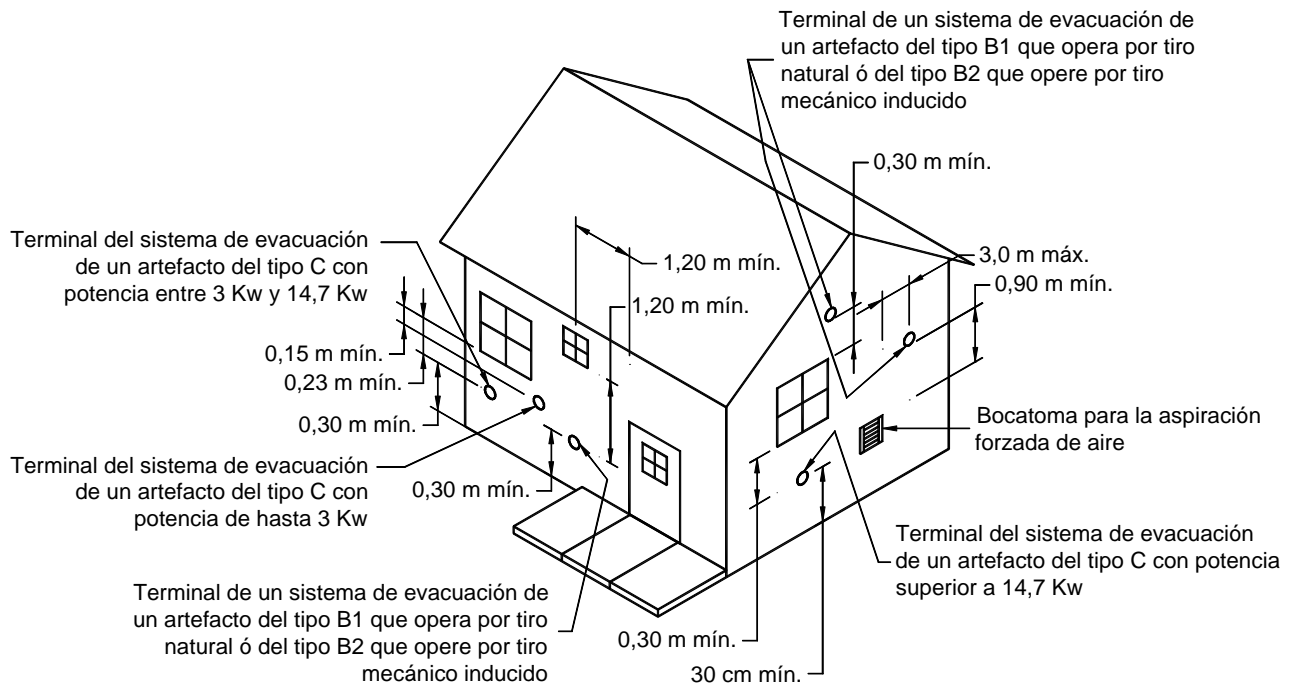 Terminal de un sistema de evacuación de
un artefacto del tipo B1 que opera por tiro
natural ó del tipo B2 que opere por tiro
mecánico inducido
0,30 m mín.
3,0 m máx.
0,90 m mín.
Terminal del sistema de evacuación
de un artefacto del tipo C con
potencia entre 3 Kw y 14,7 Kw
1,20 m mín.
1,20 m mín.
0,15 m mín.
0,23 m mín.
0,30 m mín.
Bocatoma para la aspiración
forzada de aire
Terminal del sistema de evacuación
de un artefacto del tipo C con
potencia de hasta 3 Kw
0,30 m mín.
Terminal del sistema de evacuación
de un artefacto del tipo C con potencia
superior a 14,7 Kw
Terminal de un sistema de evacuación de
un artefacto del tipo B1 que opera por tiro
natural ó del tipo B2 que opere por tiro
mecánico inducido
0,30 m mín.
30 cm mín.